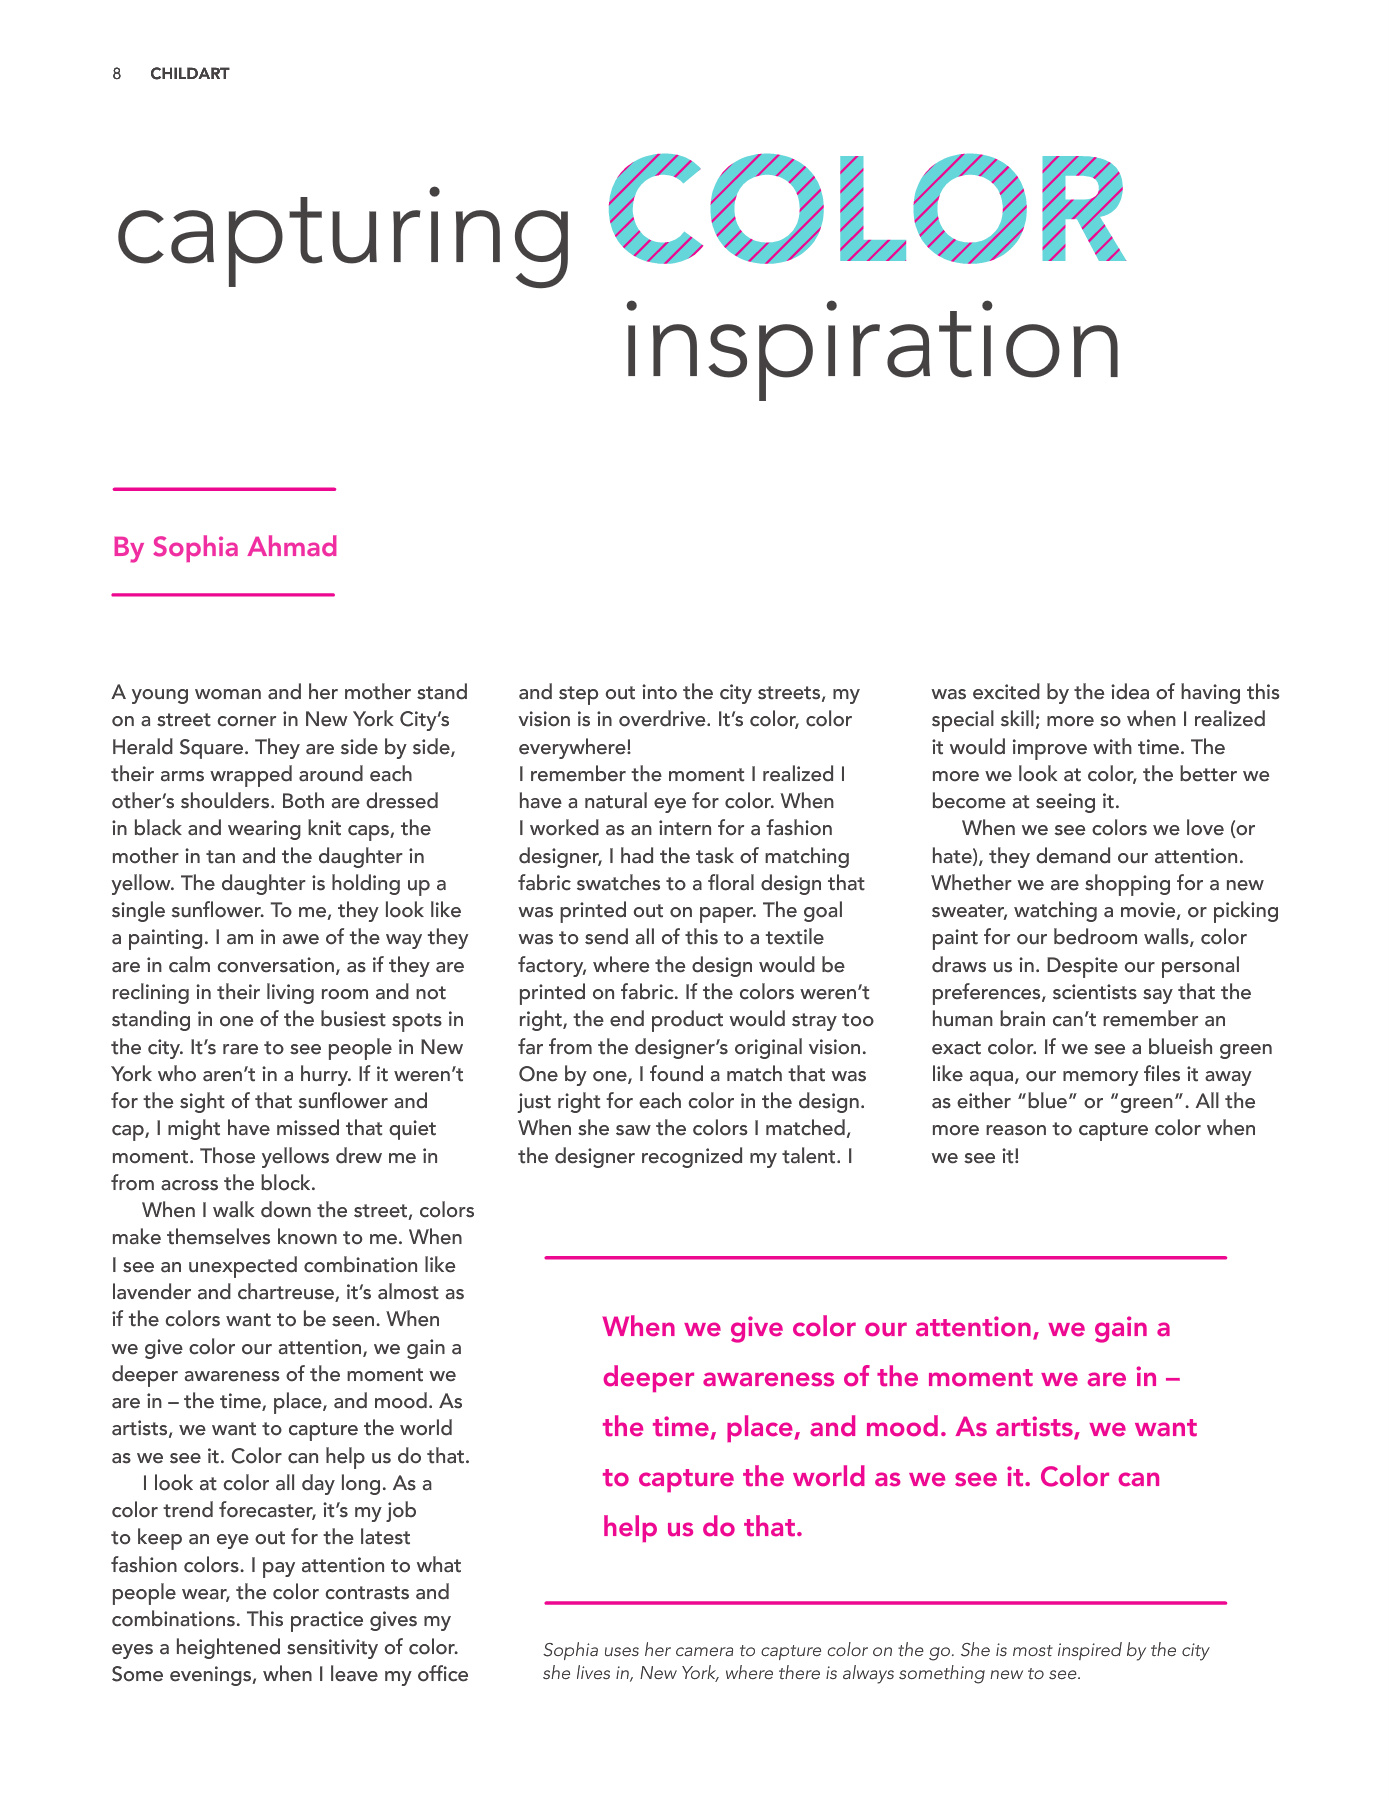 8 CHILDART
capturing COLOR
inspiration
By Sophia Ahmad
A young woman and her mother stand
on a street corner in New York City's
Herald Square. They are side by side,
their arms wrapped around each
other's shoulders. Both are dressed
in black and wearing knit caps, the
mother in tan and the daughter in
yellow. The daughter is holding up a
single sunflower. To me, they look like
a painting. I am in awe of the way they
are in calm conversation, as if they are
reclining in their living room and not
standing in one of the busiest spots in
the city. It's rare to see people in New
York who aren't in a hurry. If it weren't
for the sight of that sunflower and
cap, I might have missed that quiet
moment. Those yellows drew me in
from across the block.
When I walk down the street, colors
make themselves known to me. When
I see an unexpected combination like
lavender and chartreuse, it's almost as
if the colors want to be seen. When
we give color our attention, we gain a
deeper awareness of the moment we
are in – the time, place, and mood. As
artists, we want to capture the world
as we see it. Color can help us do that.
I look at color all day long. As a
color trend forecaster, it's my job
to keep an eye out for the latest
fashion colors. I pay attention to what
people wear, the color contrasts and
combinations. This practice gives my
eyes a heightened sensitivity of color.
Some evenings, when I leave my office
and step out into the city streets, my
vision is in overdrive. It's color, color
everywhere!
I remember the moment I realized I
have a natural eye for color. When
I worked as an intern for a fashion
designer, I had the task of matching
fabric swatches to a floral design that
was printed out on paper. The goal
was to send all of this to a textile
factory, where the design would be
printed on fabric. If the colors weren't
right, the end product would stray too
far from the designer's original vision.
One by one, I found a match that was
just right for each color in the design.
When she saw the colors I matched,
the designer recognized my talent. I
was excited by the idea of having this
special skill; more so when I realized
it would improve with time. The
more we look at color, the better we
become at seeing it.
When we see colors we love (or
hate), they demand our attention.
Whether we are shopping for a new
sweater, watching a movie, or picking
paint for our bedroom walls, color
draws us in. Despite our personal
preferences, scientists say that the
human brain can't remember an
exact color. If we see a blueish green
like aqua, our memory files it away
as either “blue” or “green”. All the
more reason to capture color when
we see it!
When we give color our attention, we gain a
deeper awareness of the moment we are in –
the time, place, and mood. As artists, we want
to capture the world as we see it. Color can
help us do that.
Sophia uses her camera to capture color on the go. She is most inspired by the city
she lives in, New York, where there is always something new to see.